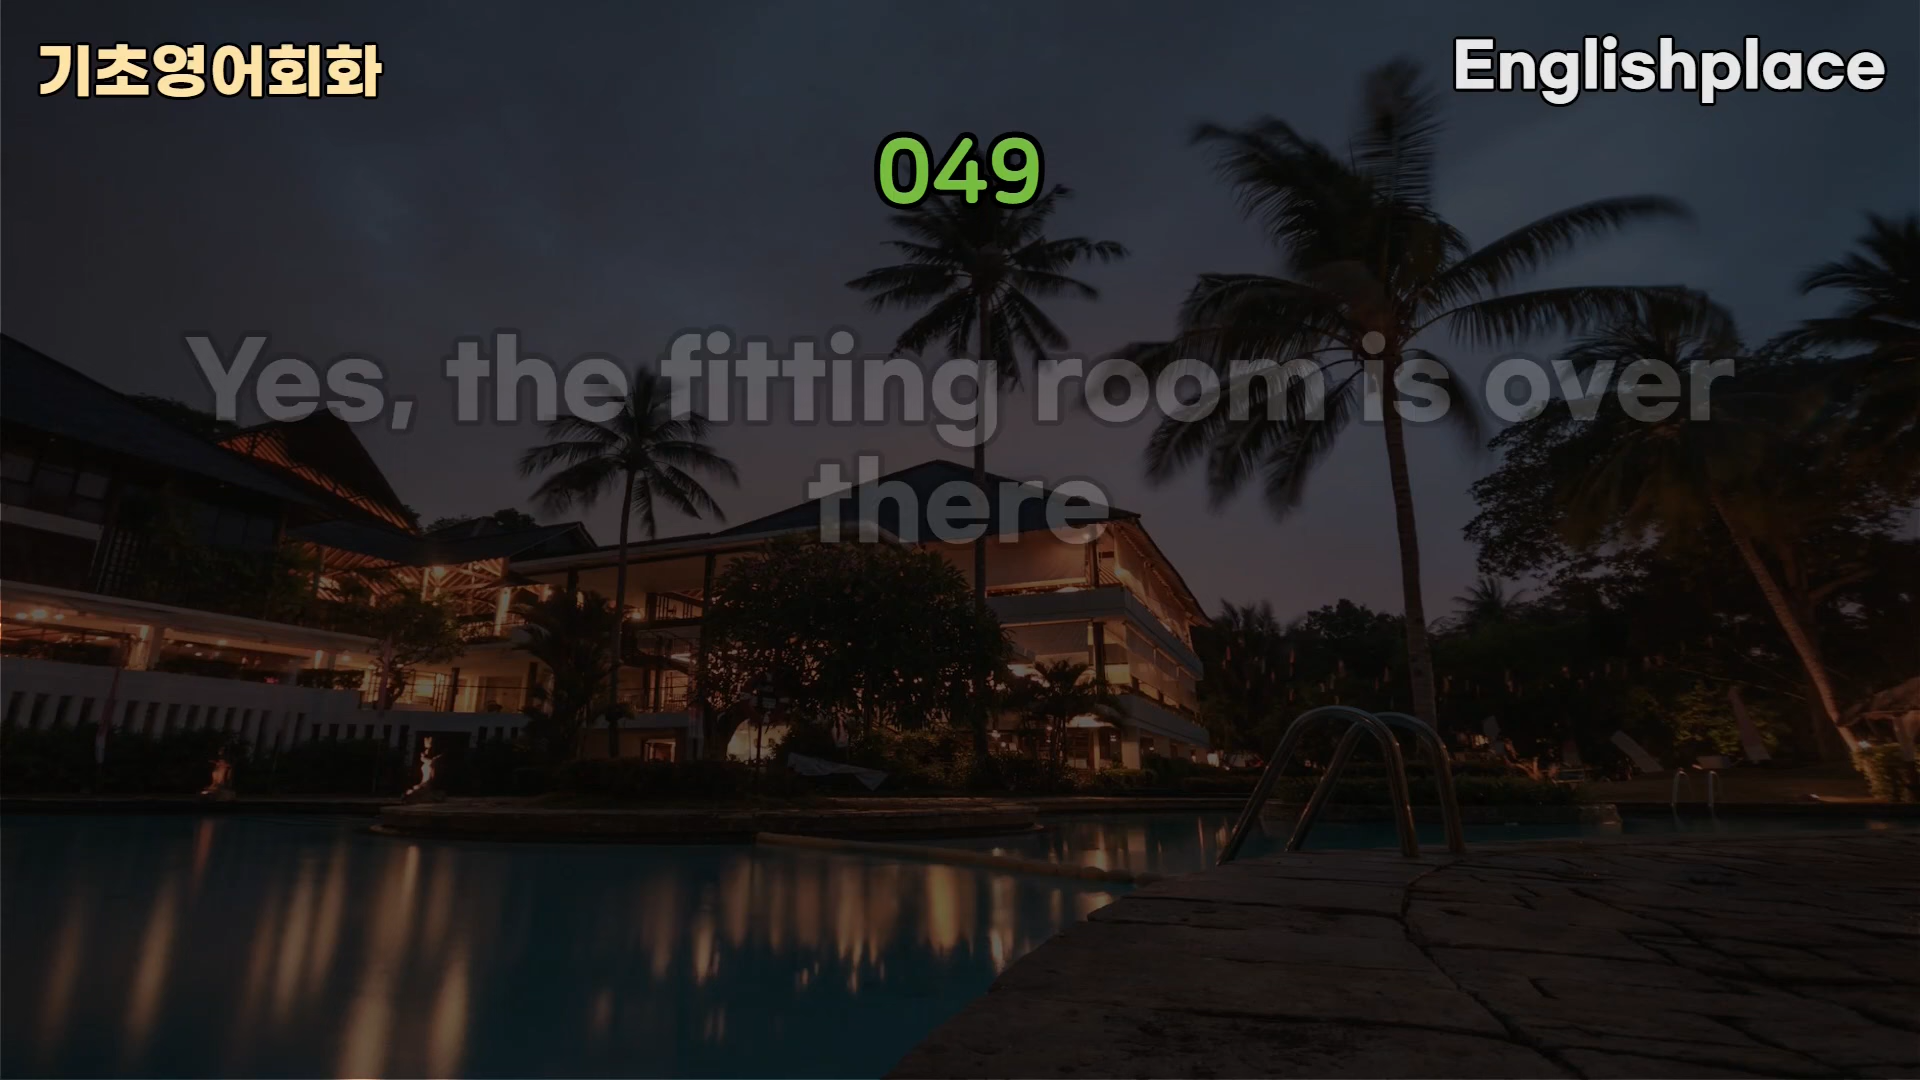 기초영어회화
Englishplace
049
Yes, the fitting room is over
there